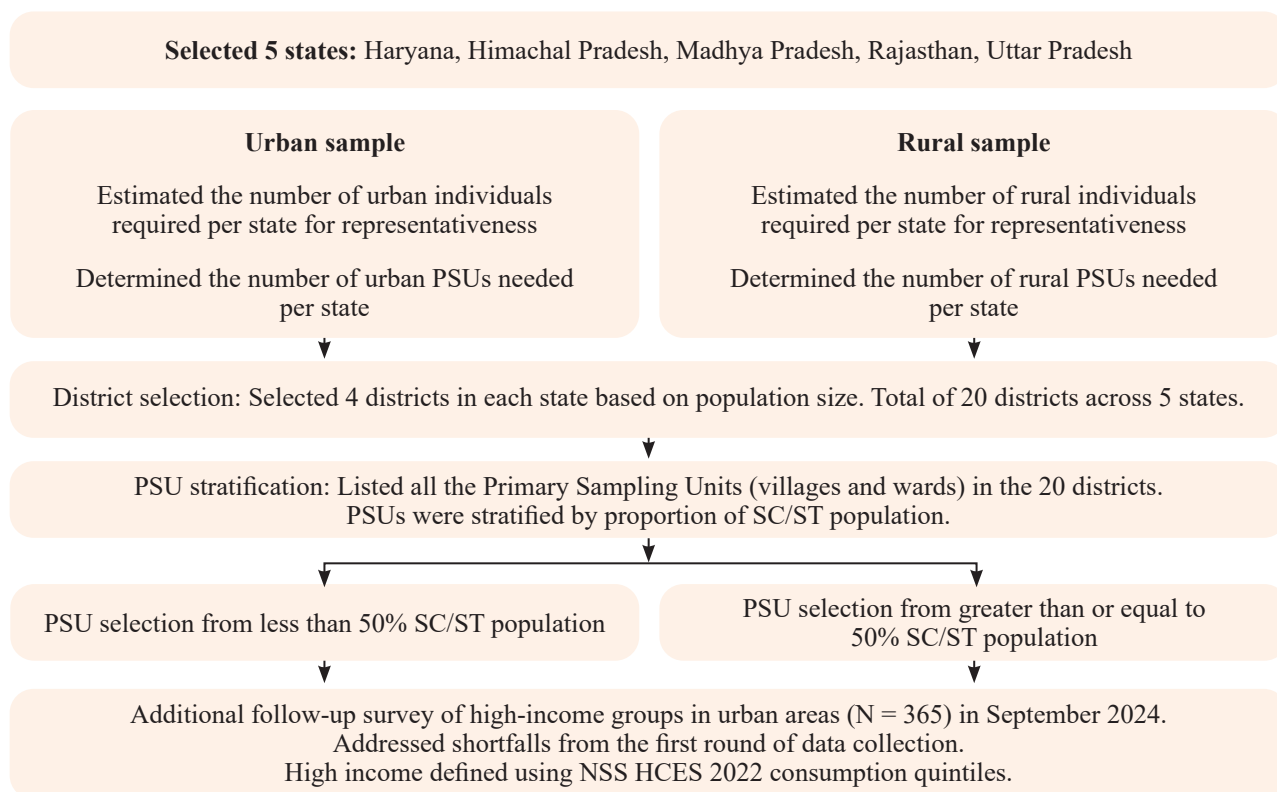 Selected 5 states: Haryana, Himachal Pradesh, Madhya Pradesh, Rajasthan, Uttar Pradesh
Urban sample
Estimated the number of urban individuals
required per state for representativeness
Determined the number of urban PSUs needed
per state
Rural sample
Estimated the number of rural individuals
required per state for representativeness
Determined the number of rural PSUs needed
per state
District selection: Selected 4 districts in each state based on population size. Total of 20 districts across 5 states.
PSU stratification: Listed all the Primary Sampling Units (villages and wards) in the 20 districts.
PSUs were stratified by proportion of SC/ST population.
PSU selection from less than 50% SC/ST population
PSU selection from greater than or equal to
50% SC/ST population
Additional follow-up survey of high-income groups in urban areas (N = 365) in September 2024.
Addressed shortfalls from the first round of data collection.
High income defined using NSS HCES 2022 consumption quintiles.